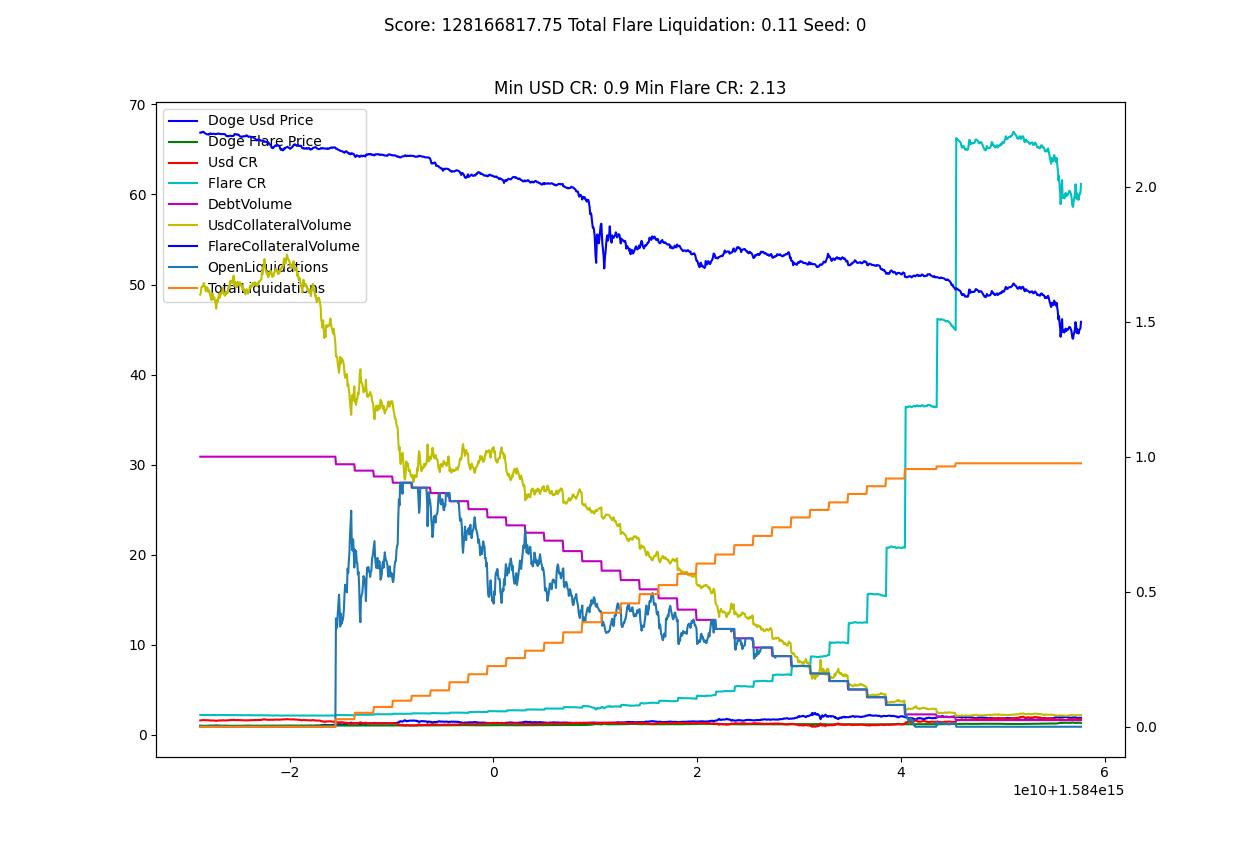 Score: 128166817.75 Total Flare Liquidation: 0.11 Seed: 0
Min USD CR: 0.9 Min Flare CR: 2.13
70
60
50
40
30
20
10
0
Doge Usd Price
Doge Flare Price
Usd CR
Flare CR
DebtVolume
UsdCollateralVolume
FlareCollateralVolume
OpenLiquidations
TotalLiquidations
2.0
1.5
1.0
0.5
0.0
−2 0 2 4 6
1e10+1.584e15